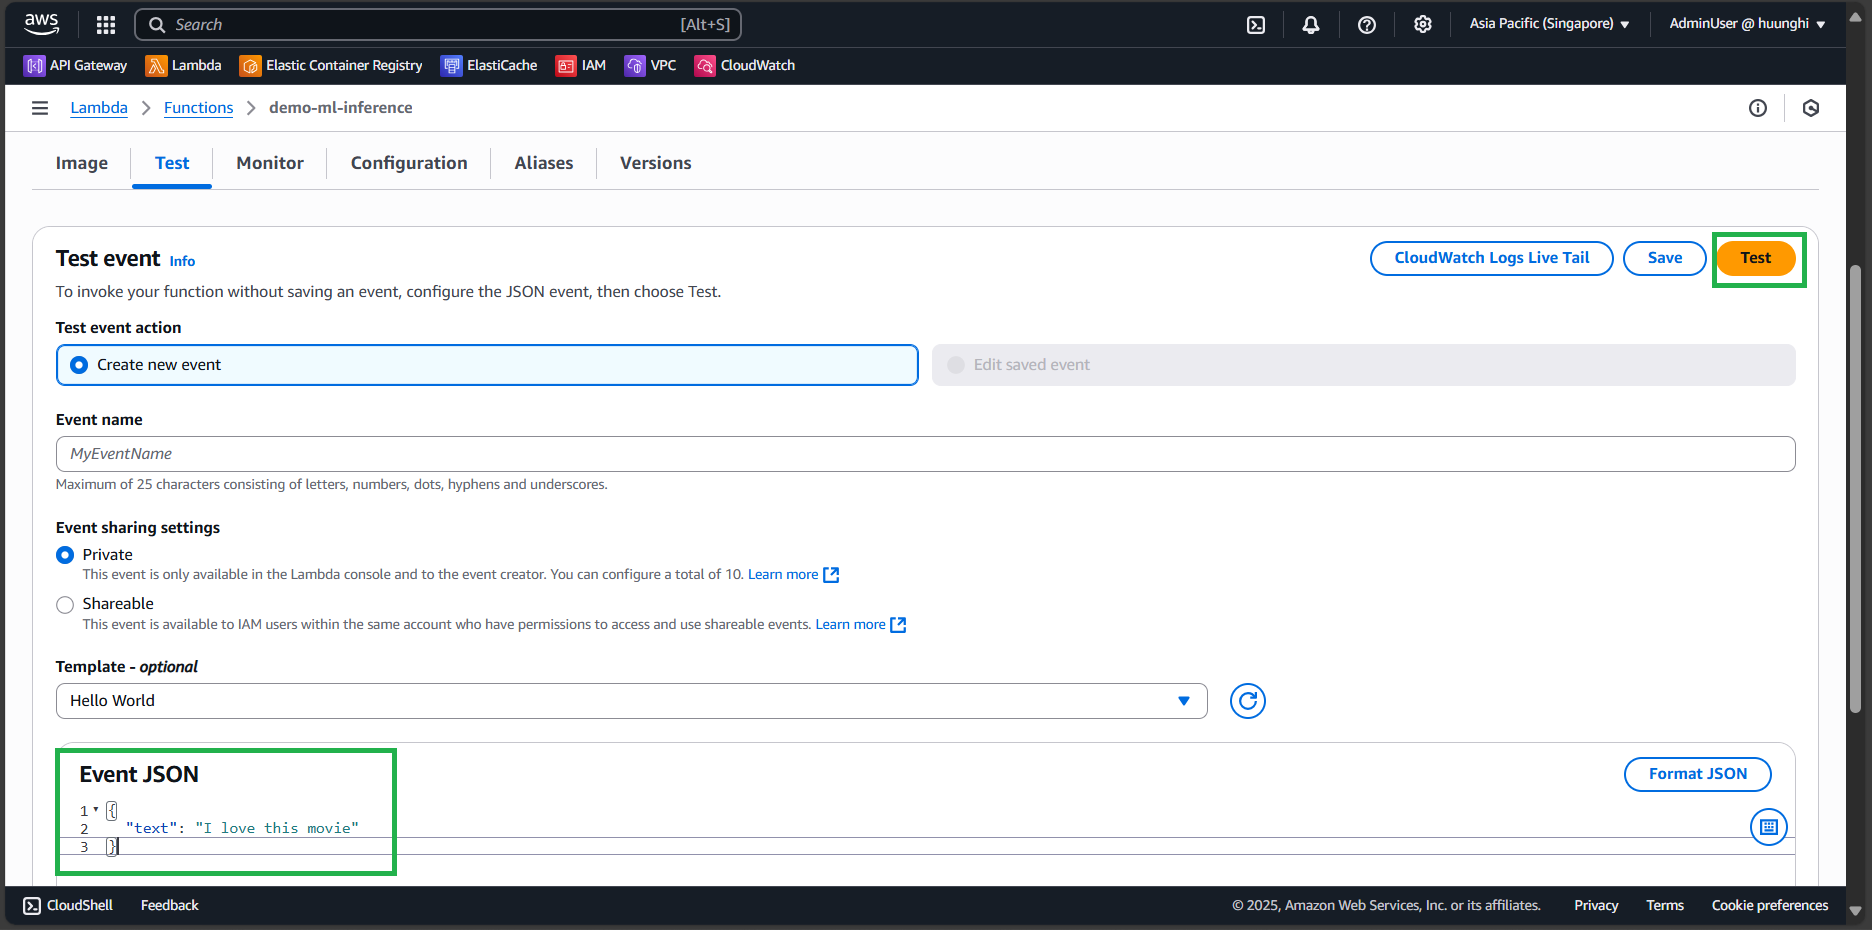 aws
Search [Alt+S]
Asia Pacific (Singapore)
AdminUser @ huunghi
API Gateway
Lambda
Elastic Container Registry
ElastiCache
IAM
VPC
CloudWatch
Lambda
Functions
demo-ml-inference
Image
Test
Monitor
Configuration
Aliases
Versions
Test event Info
CloudWatch Logs Live Tail
Save
Test
To invoke your function without saving an event, configure the JSON event, then choose Test.
Test event action
Create new event
Edit saved event
Event name
MyEventName
Maximum of 25 characters consisting of letters, numbers, dots, hyphens and underscores.
Event sharing settings
Private
This event is only available in the Lambda console and to the event creator. You can configure a total of 10. Learn more
Shareable
This event is available to IAM users within the same account who have permissions to access and use shareable events. Learn more
Template - optional
Hello World
Event JSON
Format JSON
1 {
2 "text": "I love this movie"
3 }
CloudShell
Feedback
© 2025, Amazon Web Services, Inc. or its affiliates.
Privacy
Terms
Cookie preferences